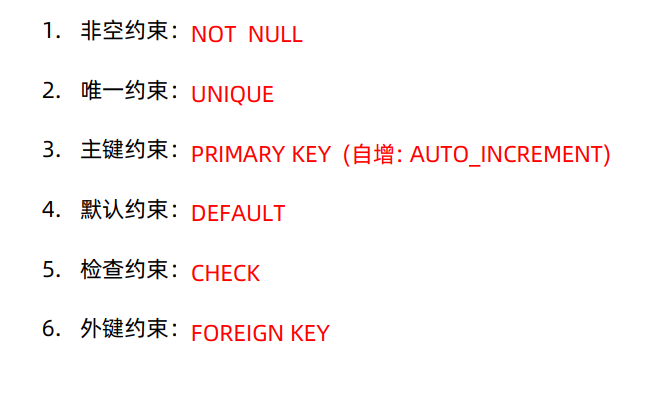 1. 非空约束：NOT NULL
2. 唯一约束：UNIQUE
3. 主键约束：PRIMARY KEY (自增：AUTO_INCREMENT)
4. 默认约束：DEFAULT
5. 检查约束：CHECK
6. 外键约束：FOREIGN KEY